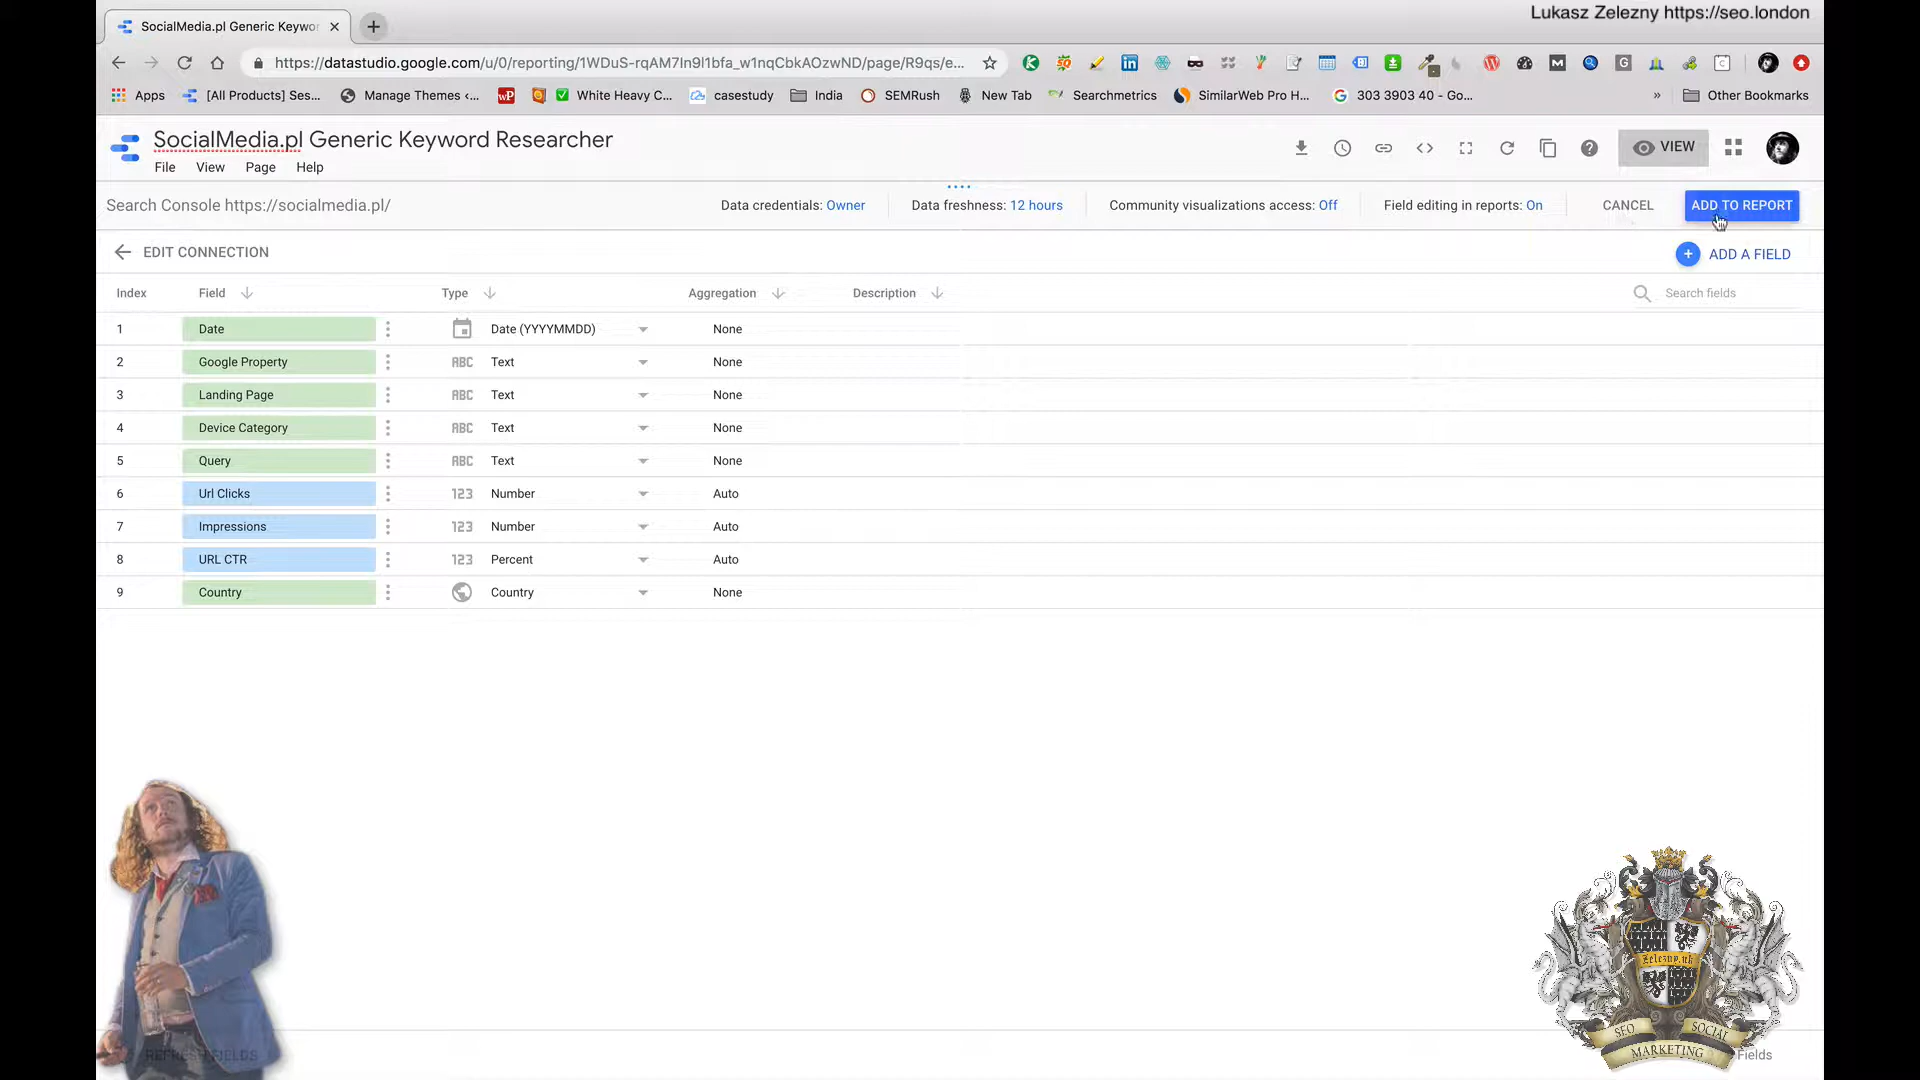 Lukasz Zelezny https://seo.london
SocialMedia.pl Generic Keywo
https://datastudio.google.com/u/0/reporting/1WDuS-rqAM7In9I1bfa_w1nqCbkAOzwND/page/R9qs/e...
Apps [All Products] Ses... Manage Themes ‹... White Heavy C... casestudy India SEMRush New Tab Searchmetrics SimilarWeb Pro H... 303 3903 40 - Go... » Other Bookmarks
SocialMedia.pl Generic Keyword Researcher
File View Page Help
VIEW
Search Console https://socialmedia.pl/ Data credentials: Owner Data freshness: 12 hours Community visualizations access: Off Field editing in reports: On CANCEL ADD TO REPORT
EDIT CONNECTION ADD A FIELD
Index Field Type Aggregation Description Search fields
1 Date Date (YYYYMMDD) None
2 Google Property ABC Text None
3 Landing Page ABC Text None
4 Device Category ABC Text None
5 Query ABC Text None
6 Url Clicks 123 Number Auto
7 Impressions 123 Number Auto
8 URL CTR 123 Percent Auto
9 Country Country None
Zelezny.uk
SEO SOCIAL
MARKETING
REFRESH FIELDS Fields